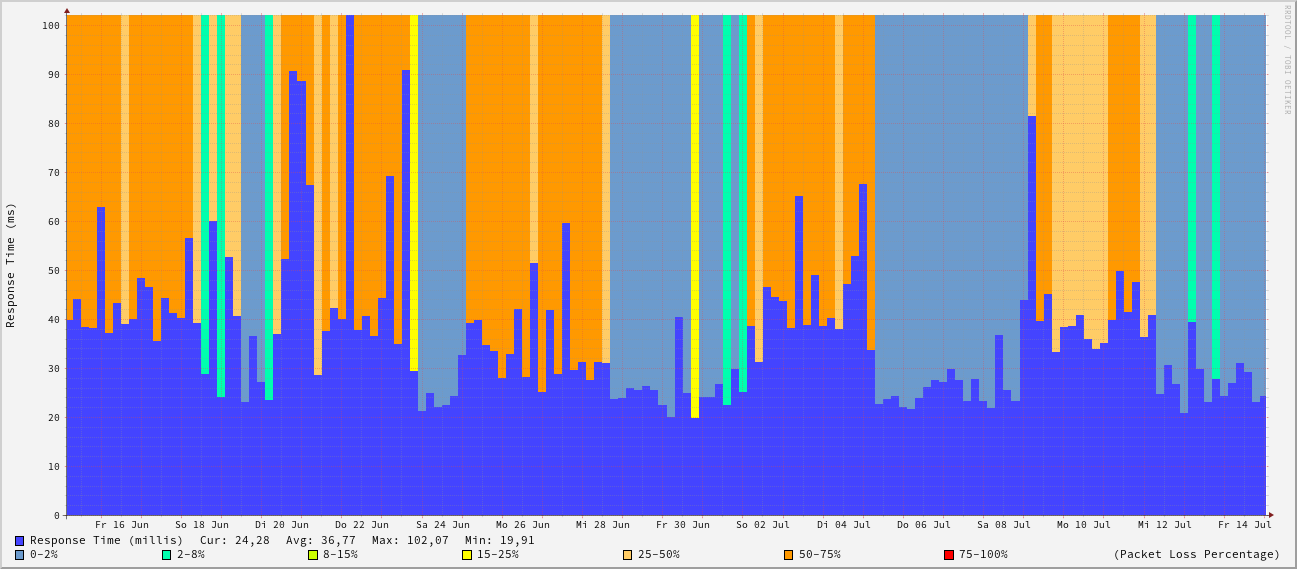 RRDTOOL / TOBI OETIKER
Response Time (ms)
100
90
80
70
60
50
40
30
20
10
0
Fr 16 Jun So 18 Jun Di 20 Jun Do 22 Jun Sa 24 Jun Mo 26 Jun Mi 28 Jun Fr 30 Jun So 02 Jul Di 04 Jul Do 06 Jul Sa 08 Jul Mo 10 Jul Mi 12 Jul Fr 14 Jul
Response Time (millis) Cur: 24,28 Avg: 36,77 Max: 102,07 Min: 19,91
0-2% 2-8% 8-15% 15-25% 25-50% 50-75% 75-100% (Packet Loss Percentage)